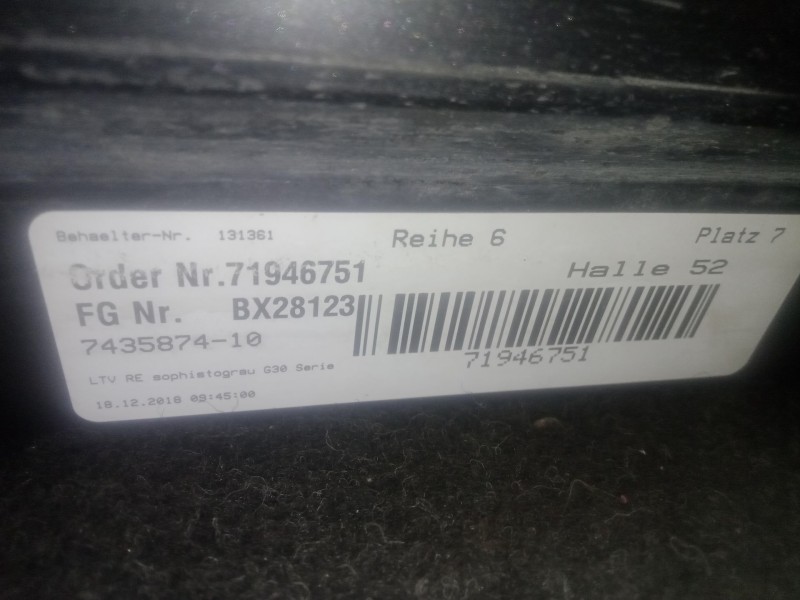 Behaelter-Nr. 131361 Reihe 6 Platz 7
Order Nr.71946751 Halle 52
FG Nr. BX28123
7435874-10 71946751
LTV RE sophistograu G30 Serie
18.12.2018 09:45:00